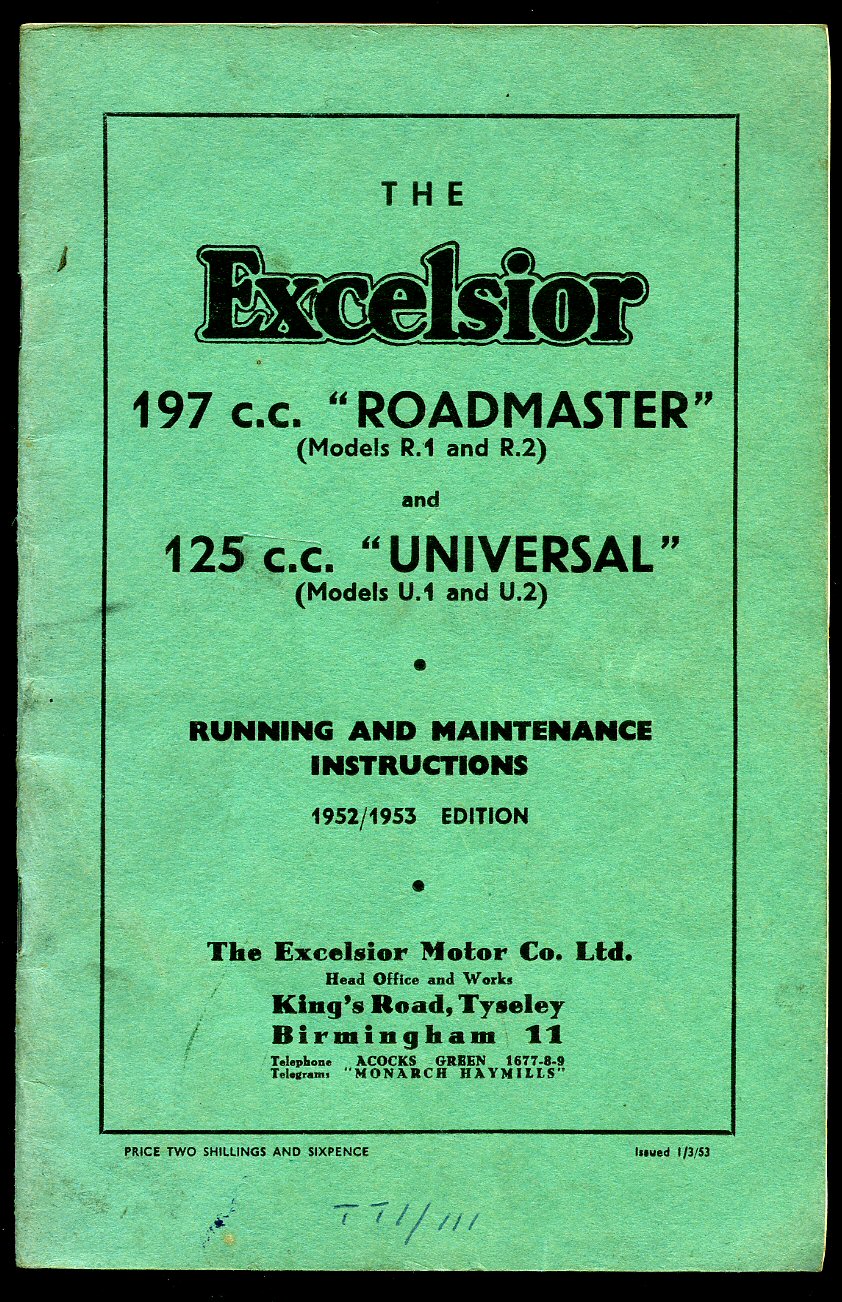 THE
Excelsior
197 c.c. "ROADMASTER"
(Models R.1 and R.2)
and
125 c.c. "UNIVERSAL"
(Models U.1 and U.2)
RUNNING AND MAINTENANCE
INSTRUCTIONS
1952/1953 EDITION
The Excelsior Motor Co. Ltd.
Head Office and Works
King's Road, Tyseley
Birmingham 11
Telephone ACOCKS GREEN 1677-8-9
Telegrams "MONARCH HAYMILLS"
PRICE TWO SHILLINGS AND SIXPENCE Issued 1/3/53